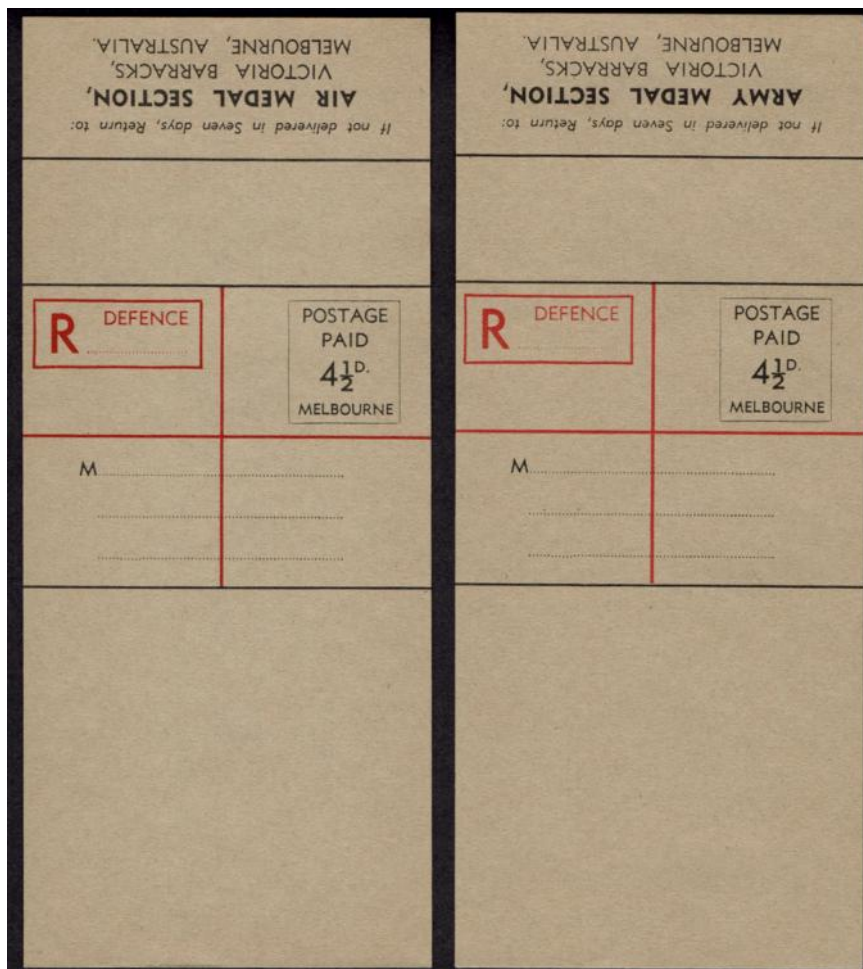 If not delivered in Seven days, Return to:
AIR MEDAL SECTION,
VICTORIA BARRACKS,
MELBOURNE, AUSTRALIA.
R DEFENCE
POSTAGE
PAID
4½D.
MELBOURNE
M
If not delivered in Seven days, Return to:
ARMY MEDAL SECTION,
VICTORIA BARRACKS,
MELBOURNE, AUSTRALIA.
R DEFENCE
POSTAGE
PAID
4½D.
MELBOURNE
M